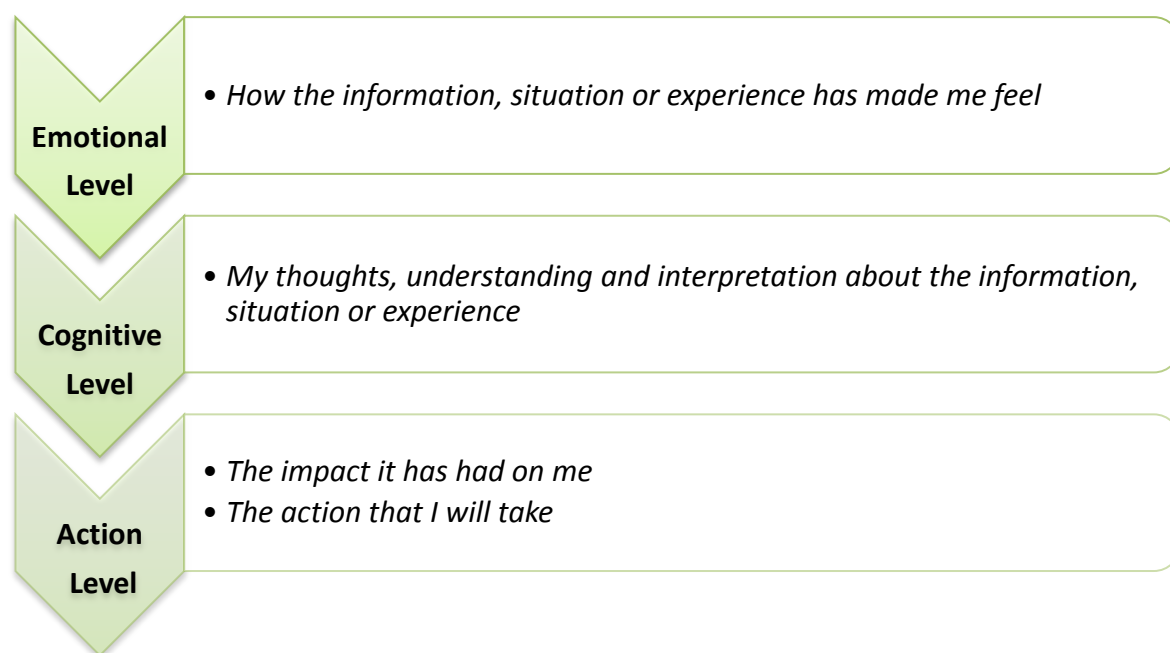 Emotional
Level
• How the information, situation or experience has made me feel
Cognitive
Level
• My thoughts, understanding and interpretation about the information,
situation or experience
Action
Level
• The impact it has had on me
• The action that I will take